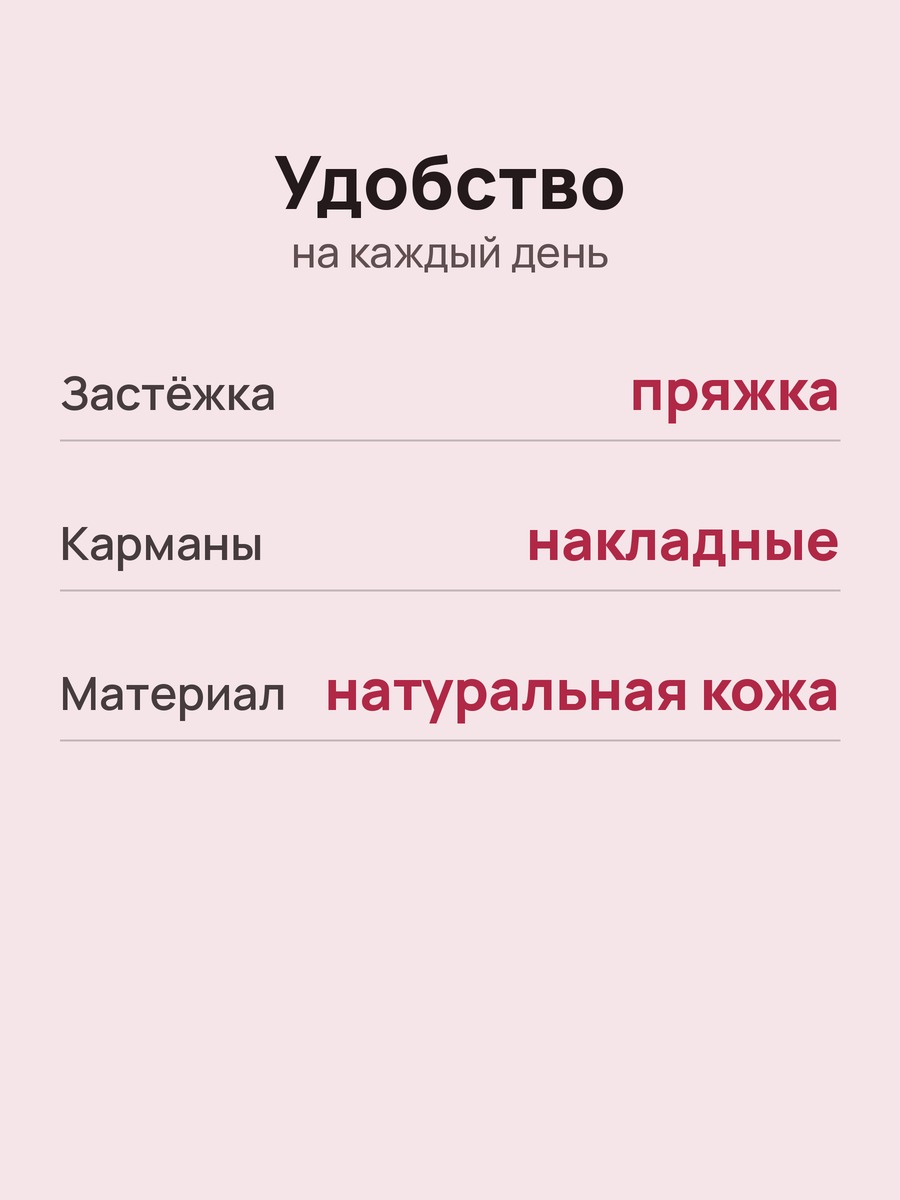 Удобство
на каждый день
Застёжка пряжка
Карманы накладные
Материал натуральная кожа